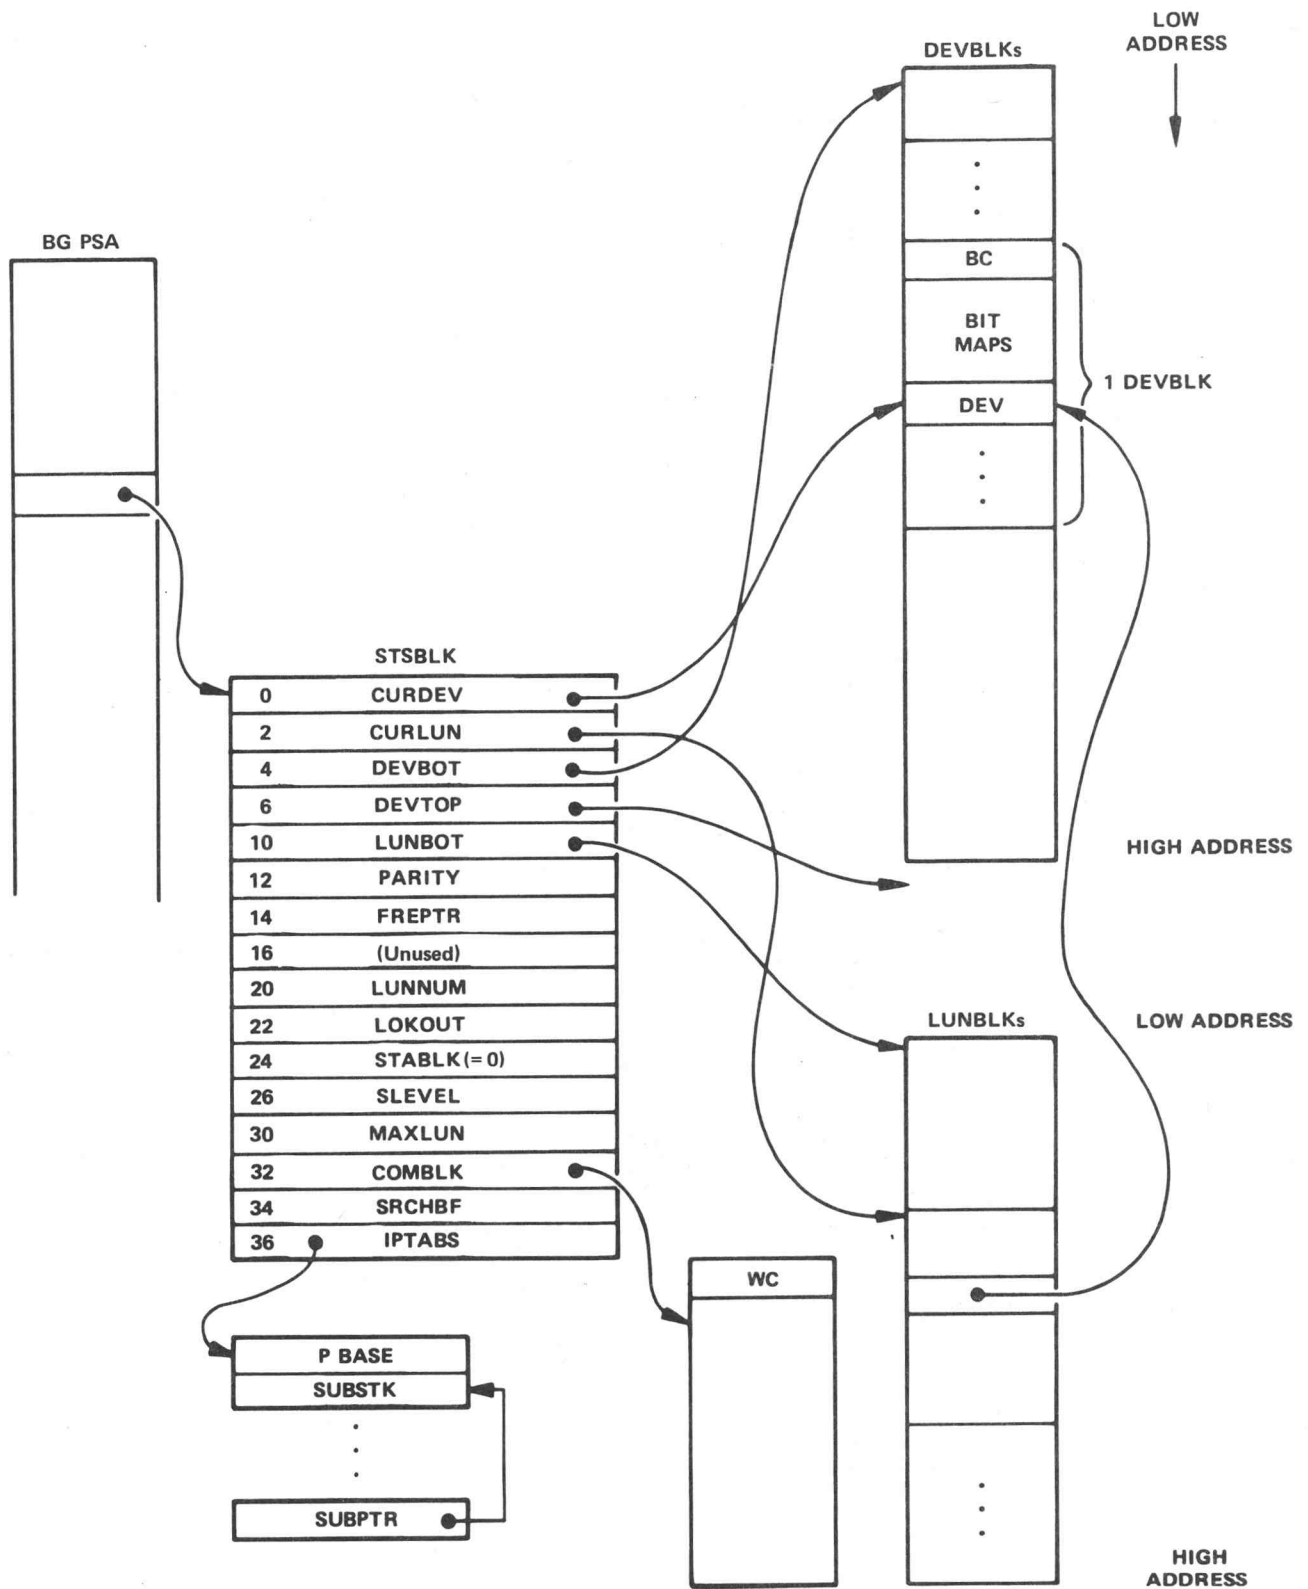 LOW
ADDRESS
DEVBLKs
BG PSA
BC
BIT
MAPS
1 DEVBLK
DEV
STSBLK
0 CURDEV
2 CURLUN
4 DEVBOT
6 DEVTOP
10 LUNBOT
HIGH ADDRESS
12 PARITY
14 FREPTR
16 (Unused)
20 LUNNUM
22 LOKOUT
LUNBLKs
LOW ADDRESS
24 STABLK (= 0)
26 SLEVEL
30 MAXLUN
32 COMBLK
34 SRCHBF
36 IPTABS
WC
P BASE
SUBSTK
SUBPTR
HIGH
ADDRESS